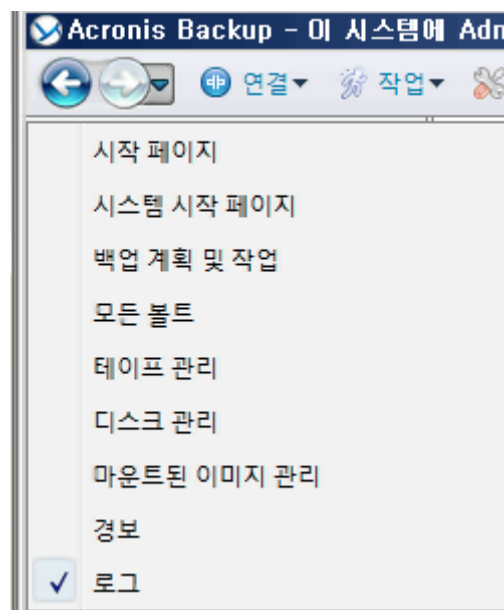 Acronis Backup - 이 시스템에 Adm
연결 작업
시작 페이지
시스템 시작 페이지
백업 계획 및 작업
모든 볼트
테이프 관리
디스크 관리
마운트된 이미지 관리
경보
로그